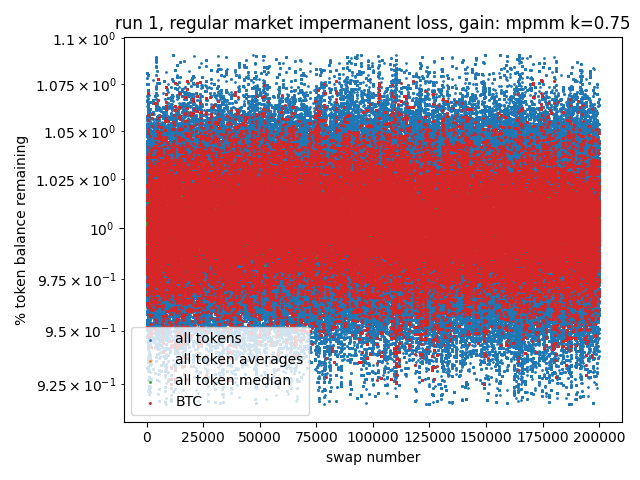 run 1, regular market impermanent loss, gain: mpmm k=0.75
% token balance remaining
1.1 × 10⁰
1.075 × 10⁰
1.05 × 10⁰
1.025 × 10⁰
10⁰
9.75 × 10⁻¹
9.5 × 10⁻¹
9.25 × 10⁻¹
all tokens
all token averages
all token median
BTC
0 25000 50000 75000 100000 125000 150000 175000 200000
swap number